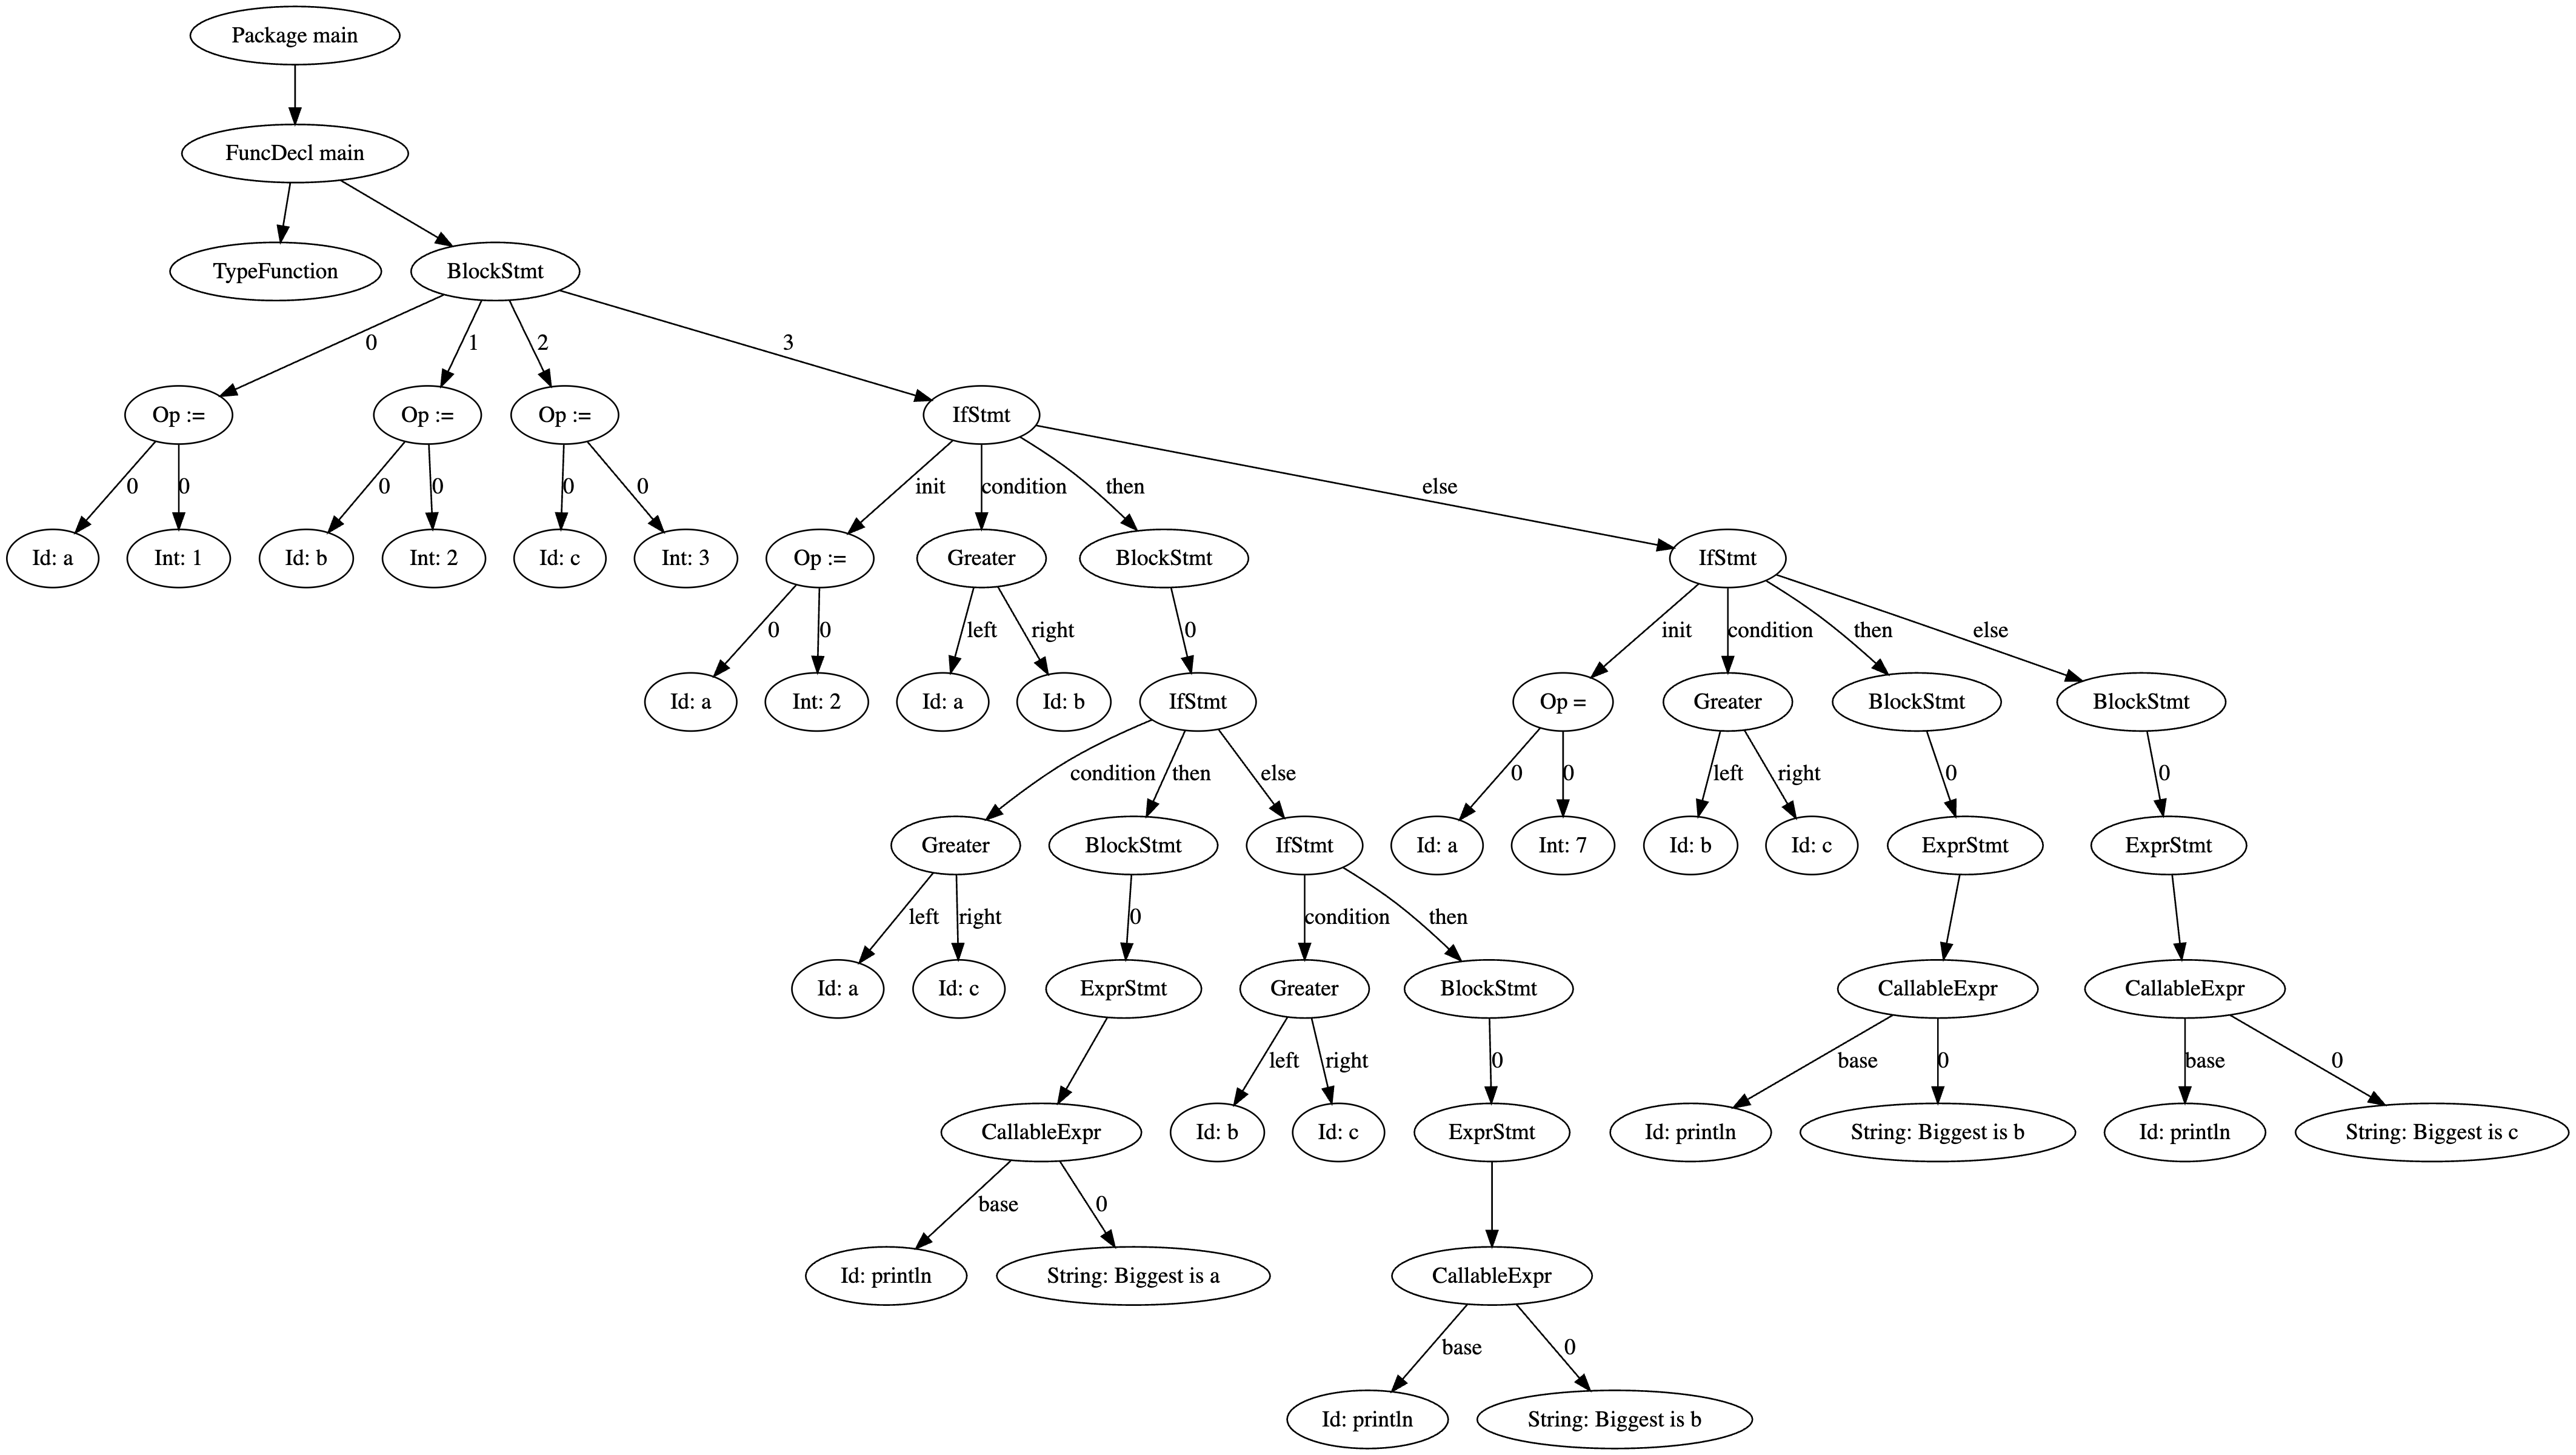 Package main
FuncDecl main
TypeFunction
BlockStmt
0
1
2
3
Op :=
Op :=
Op :=
IfStmt
0
0
0
0
0
0
init
condition
then
else
Id: a
Int: 1
Id: b
Int: 2
Id: c
Int: 3
Op :=
Greater
BlockStmt
IfStmt
0
0
left
right
0
init
condition
then
else
Id: a
Int: 2
Id: a
Id: b
IfStmt
Op =
Greater
BlockStmt
BlockStmt
condition
then
else
0
0
left
right
0
0
Greater
BlockStmt
IfStmt
Id: a
Int: 7
Id: b
Id: c
ExprStmt
ExprStmt
left
right
0
condition
then
Id: a
Id: c
ExprStmt
Greater
BlockStmt
CallableExpr
CallableExpr
left
right
0
base
0
base
0
CallableExpr
Id: b
Id: c
ExprStmt
Id: println
String: Biggest is b
Id: println
String: Biggest is c
base
0
Id: println
String: Biggest is a
CallableExpr
base
0
Id: println
String: Biggest is b